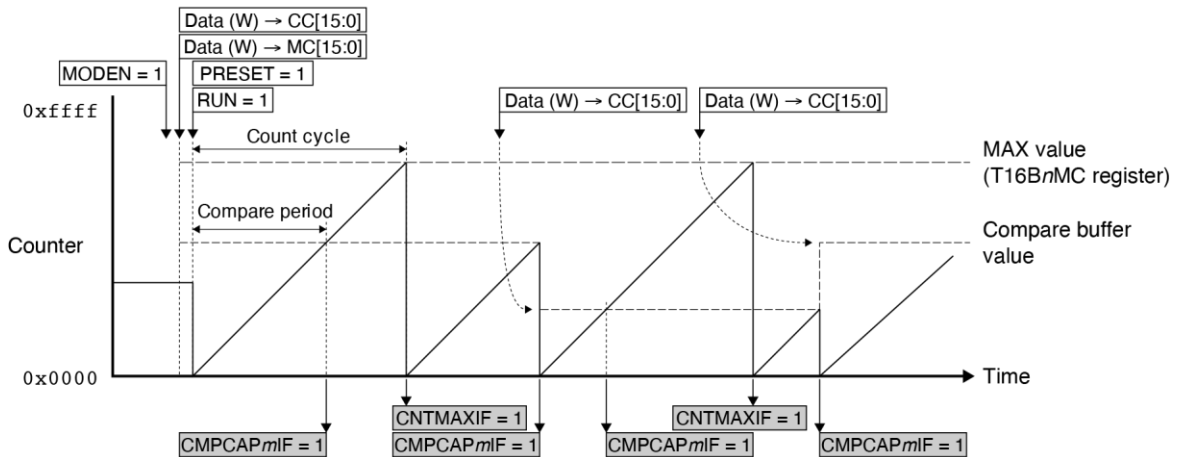 Data (W) → CC[15:0]
Data (W) → MC[15:0]
MODEN = 1
PRESET = 1
RUN = 1
Data (W) → CC[15:0]
Data (W) → CC[15:0]
0xffff
Count cycle
MAX value
(T16BnMC register)
Compare period
Counter
Compare buffer
value
0x0000
Time
CNTMAXIF = 1
CNTMAXIF = 1
CMPCAPmIF = 1
CMPCAPmIF = 1
CMPCAPmIF = 1
CMPCAPmIF = 1